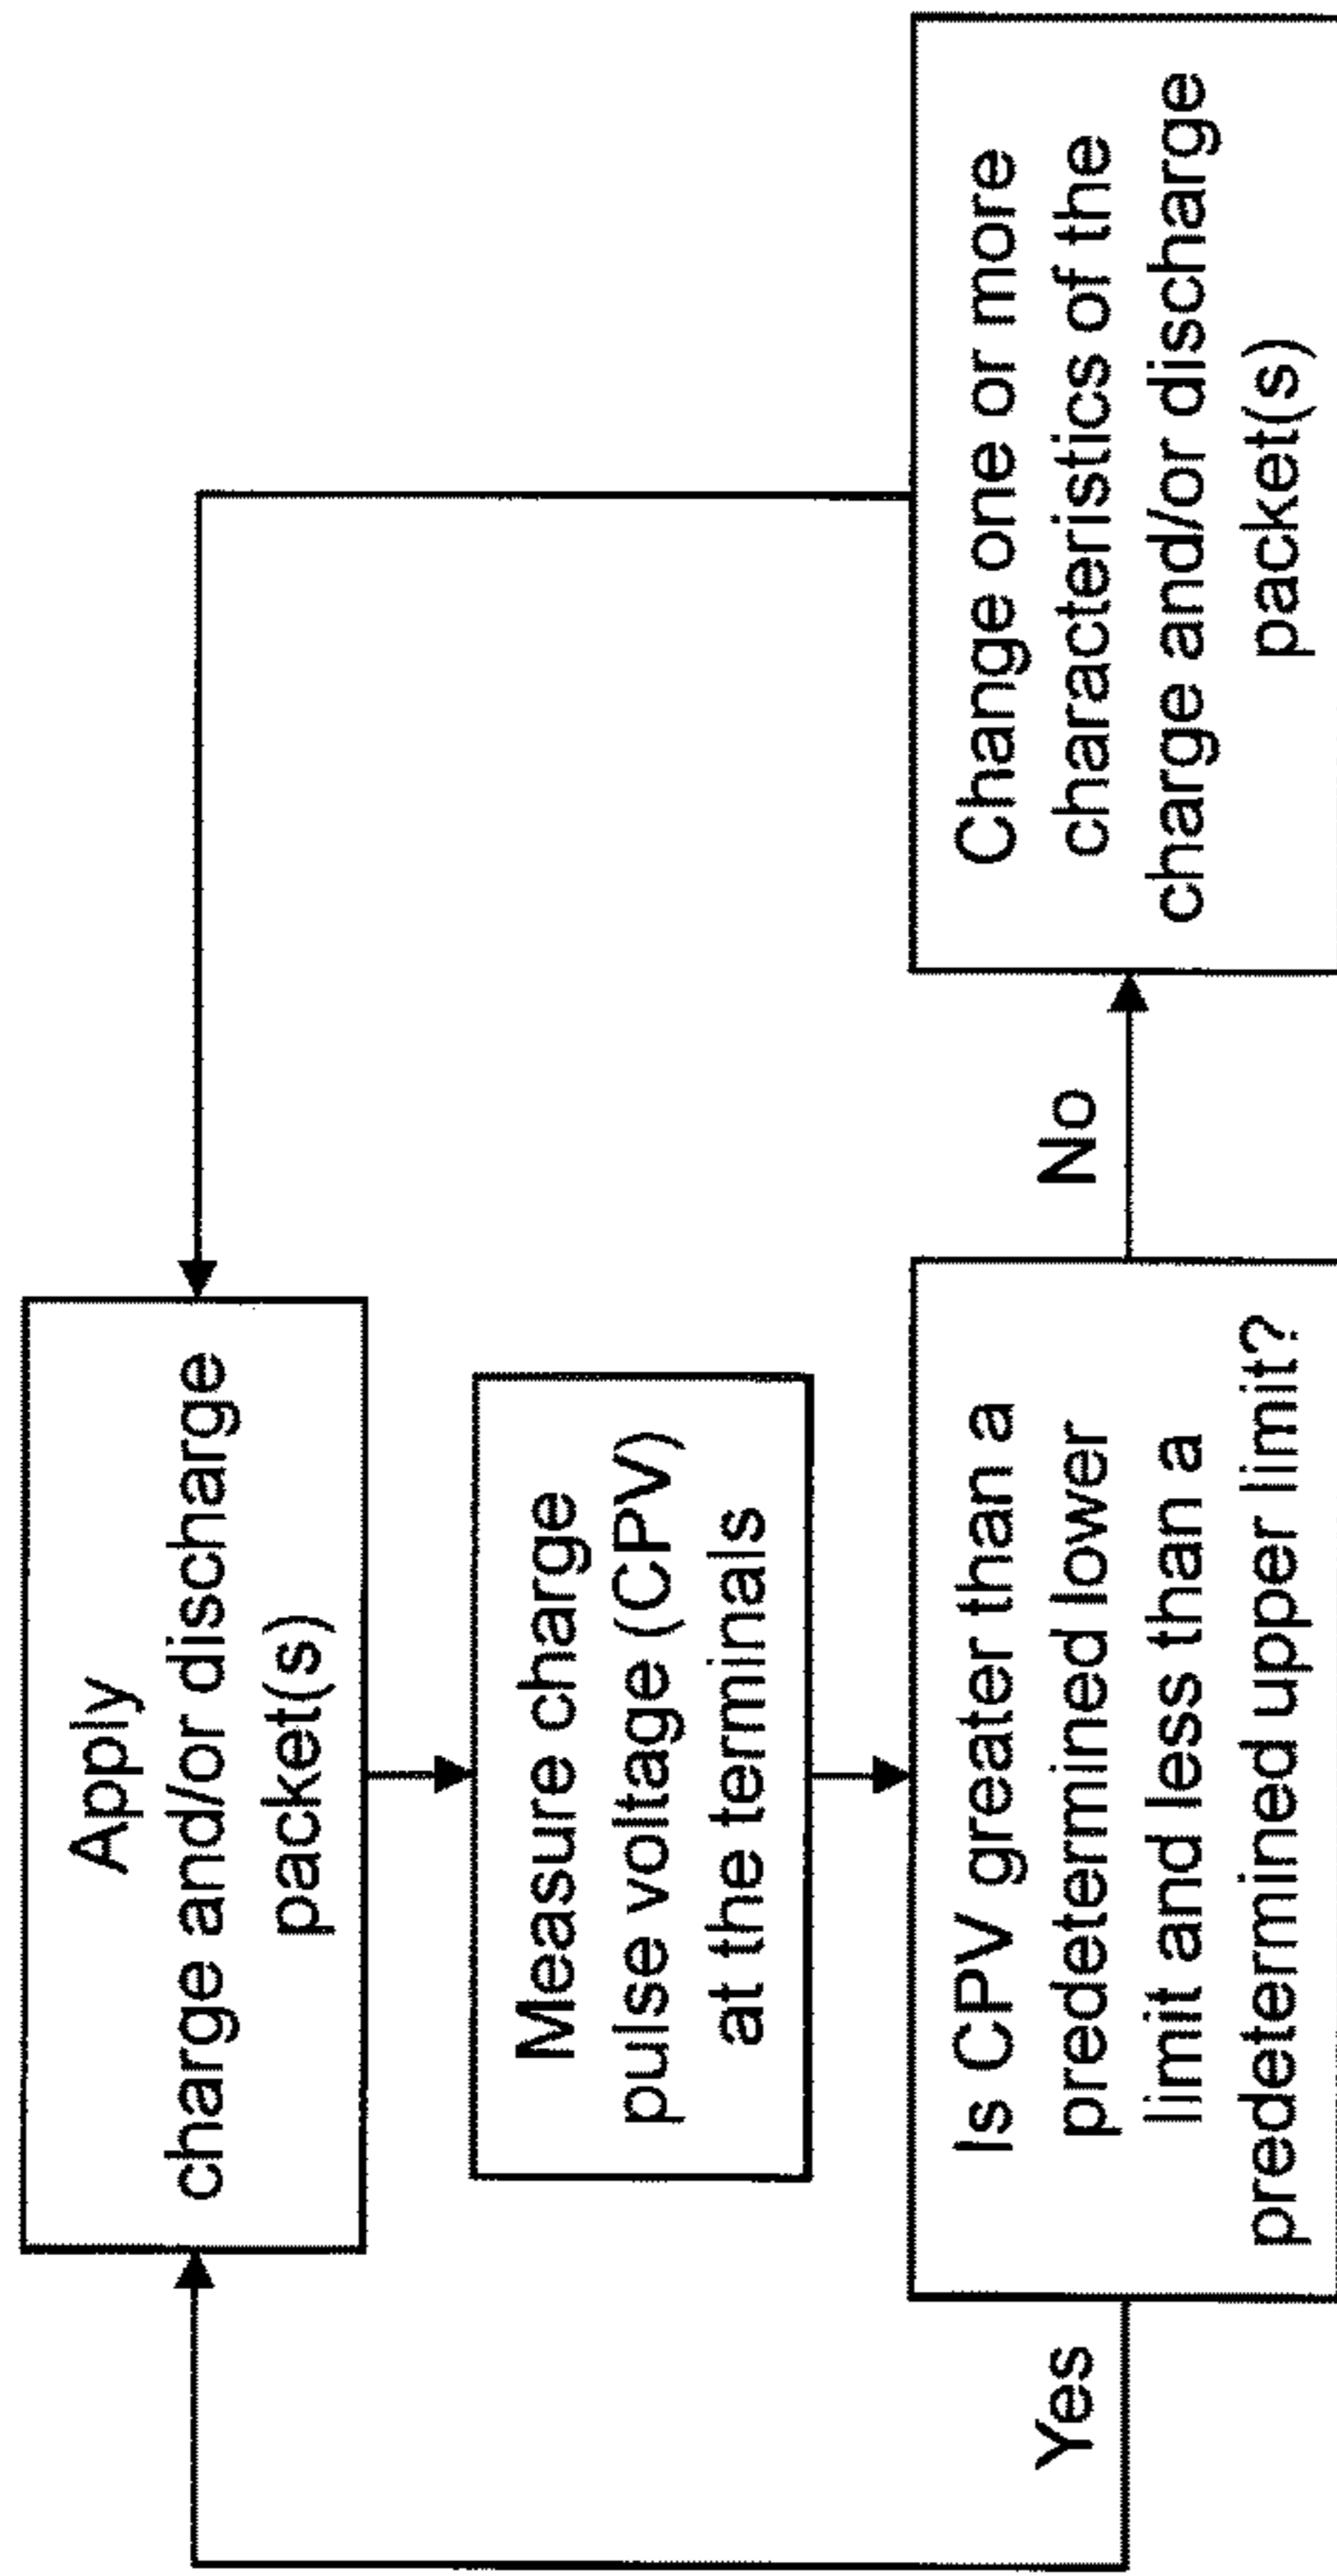 Apply
charge and/or discharge
packet(s)
Measure charge
pulse voltage (CPV)
at the terminals
Is CPV greater than a
predetermined lower
limit and less than a
predetermined upper limit?
Yes
No
Change one or more
characteristics of the
charge and/or discharge
packet(s)